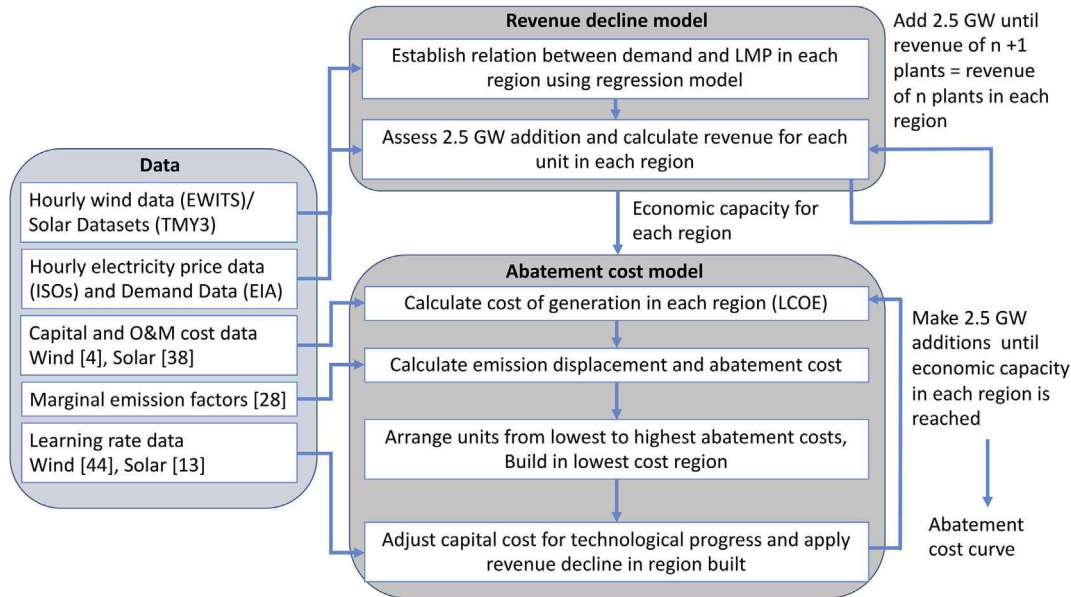 Revenue decline model
Establish relation between demand and LMP in each
region using regression model
Assess 2.5 GW addition and calculate revenue for each
unit in each region
Add 2.5 GW until
revenue of n +1
plants = revenue
of n plants in each
region
Data
Hourly wind data (EWITS)/
Solar Datasets (TMY3)
Hourly electricity price data
(ISOs) and Demand Data (EIA)
Capital and O&M cost data
Wind [4], Solar [38]
Marginal emission factors [28]
Learning rate data
Wind [44], Solar [13]
Economic capacity for
each region
Abatement cost model
Calculate cost of generation in each region (LCOE)
Calculate emission displacement and abatement cost
Arrange units from lowest to highest abatement costs,
Build in lowest cost region
Adjust capital cost for technological progress and apply
revenue decline in region built
Make 2.5 GW
additions until
economic capacity
in each region is
reached
Abatement
cost curve